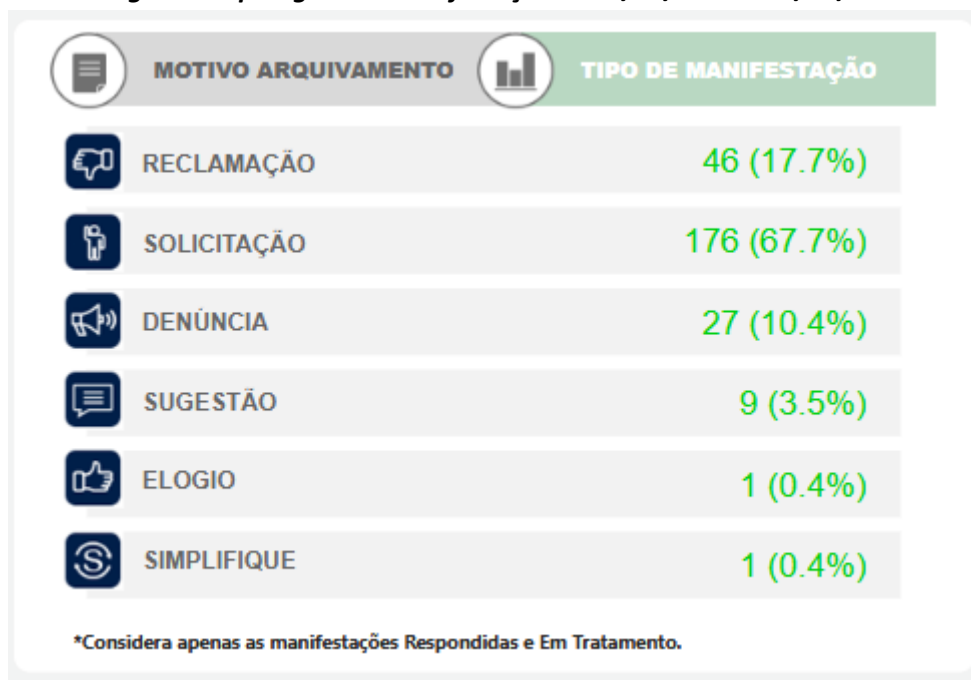 MOTIVO ARQUIVAMENTO TIPO DE MANIFESTAÇÃO
RECLAMAÇÃO 46 (17.7%)
SOLICITAÇÃO 176 (67.7%)
DENÚNCIA 27 (10.4%)
SUGESTÃO 9 (3.5%)
ELOGIO 1 (0.4%)
SIMPLIFIQUE 1 (0.4%)
*Considera apenas as manifestações Respondidas e Em Tratamento.